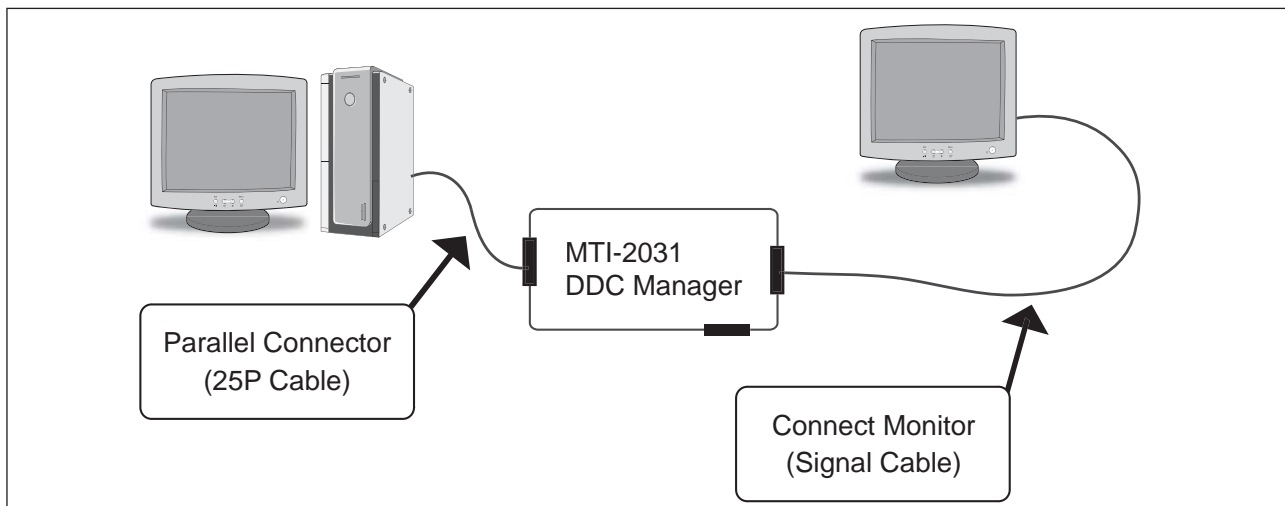 MTI-2031
DDC Manager
Parallel Connector
(25P Cable)
Connect Monitor
(Signal Cable)